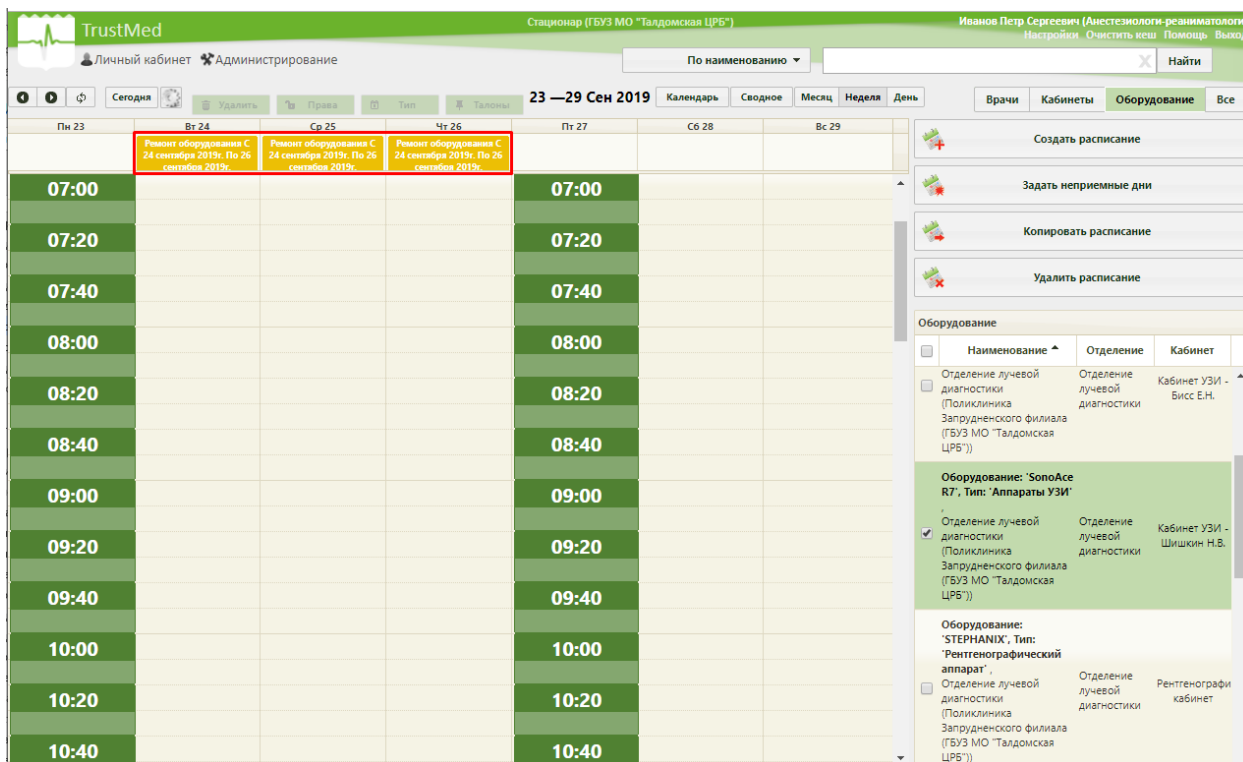 TrustMed
Стационар (ГБУЗ МО "Талдомская ЦРБ")
Иванов Петр Сергеевич (Анестезиологи-реаниматологи
Настройки Очистить кеш Помощь Выход
Личный кабинет Администрирование
По наименованию
X Найти
Сегодня Удалить Права Тип Талоны 23 —29 Сен 2019 Календарь Сводное Месяц Неделя День Врачи Кабинеты Оборудование Все
Пн 23 Вт 24 Ср 25 Чт 26 Пт 27 Сб 28 Вс 29
Ремонт оборудования С Ремонт оборудования С Ремонт оборудования С
24 сентября 2019г. По 26 24 сентября 2019г. По 26 24 сентября 2019г. По 26
сентября 2019г. сентября 2019г. сентября 2019г.
07:00 07:00
07:20 07:20
07:40 07:40
08:00 08:00
08:20 08:20
08:40 08:40
09:00 09:00
09:20 09:20
09:40 09:40
10:00 10:00
10:20 10:20
10:40 10:40
Создать расписание
Задать неприемные дни
Копировать расписание
Удалить расписание
Оборудование
Наименование Отделение Кабинет
Отделение лучевой
диагностики
(Поликлиника
Запрудненского филиала
(ГБУЗ МО "Талдомская
ЦРБ"))
Отделение
лучевой
диагностики
Кабинет УЗИ -
Бисс Е.Н.
Оборудование: 'SonoAce
R7', Тип: 'Аппараты УЗИ'
,
Отделение лучевой
диагностики
(Поликлиника
Запрудненского филиала
(ГБУЗ МО "Талдомская
ЦРБ"))
Отделение
лучевой
диагностики
Кабинет УЗИ -
Шишкин Н.В.
Оборудование:
'STEPHANIX', Тип:
'Рентгенографический
аппарат' ,
Отделение лучевой
диагностики
(Поликлиника
Запрудненского филиала
(ГБУЗ МО "Талдомская
ЦРБ"))
Отделение
лучевой
диагностики
Рентгенографи
кабинет